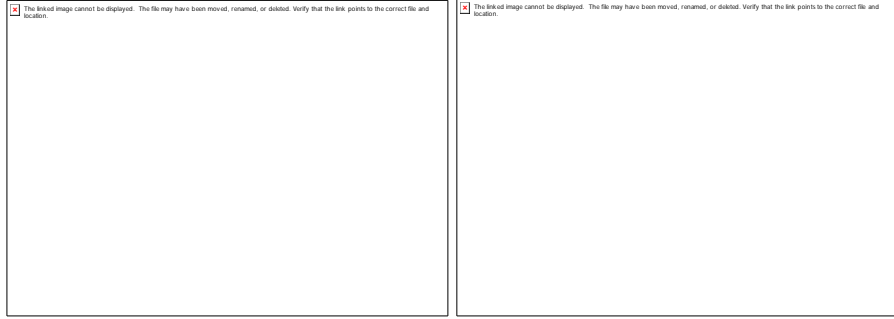 The linked image cannot be displayed.  The file may have been moved, renamed, or deleted. Verify that the link points to the correct file and
location.
The linked image cannot be displayed.  The file may have been moved, renamed, or deleted. Verify that the link points to the correct file and
location.